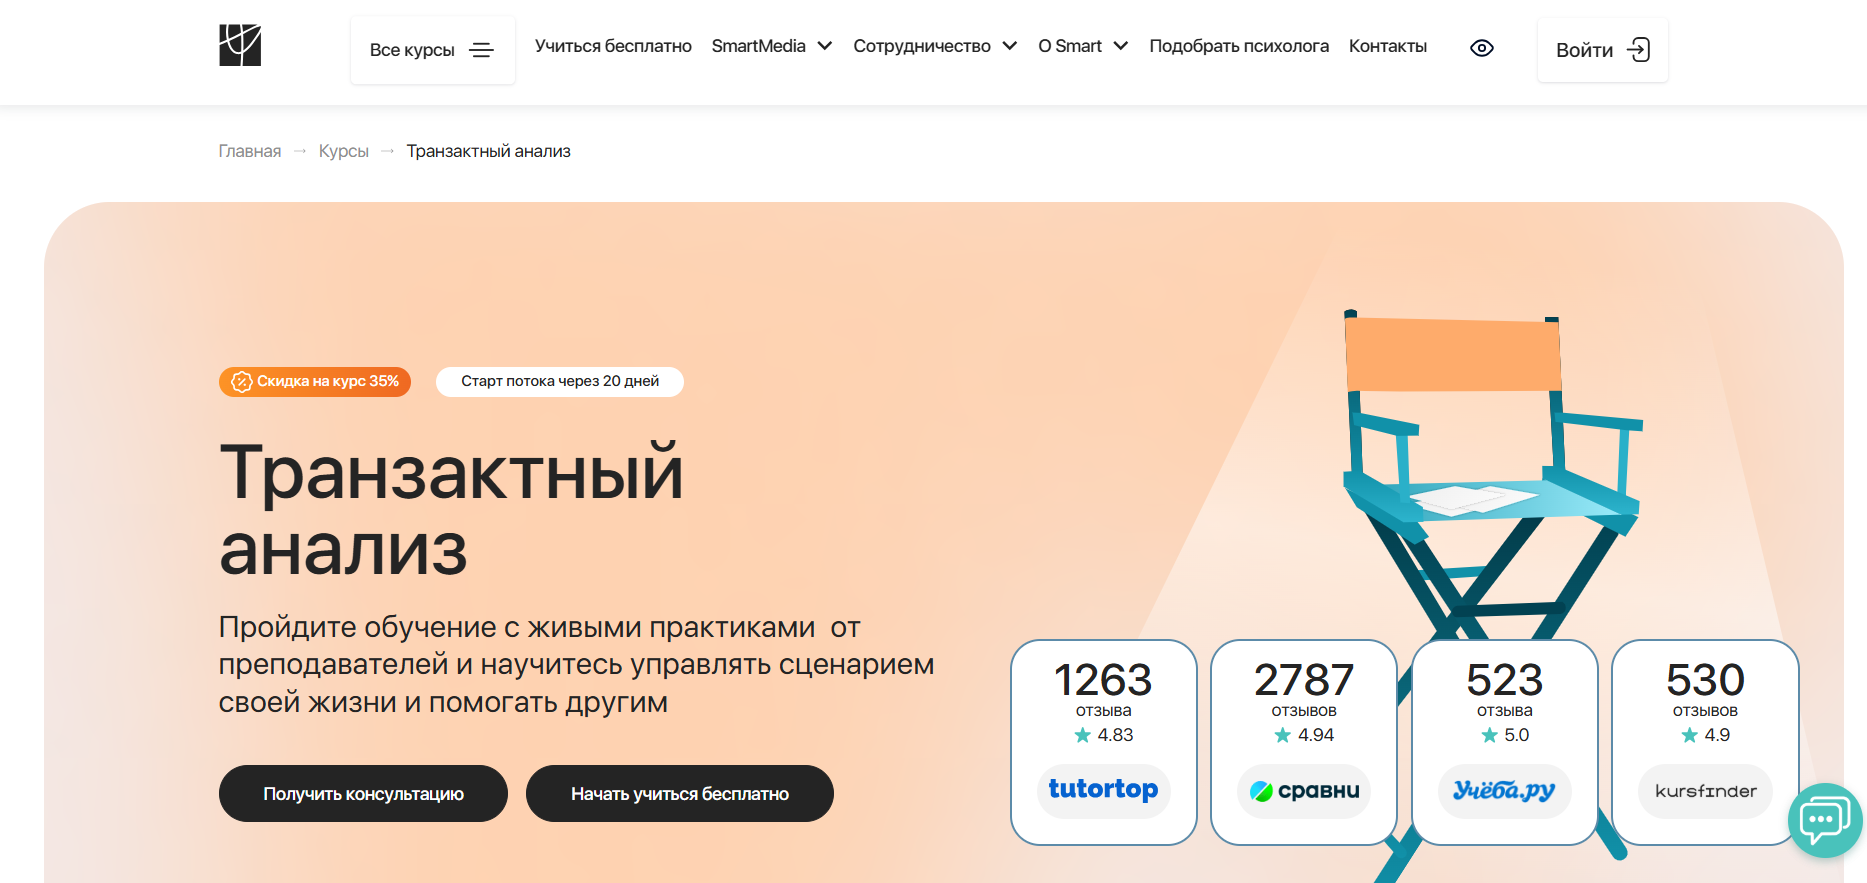 Все курсы
Учиться бесплатно
SmartMedia
Сотрудничество
О Smart
Подобрать психолога
Контакты
Войти
Главная → Курсы → Транзактный анализ
Скидка на курс 35%
Старт потока через 20 дней
Транзактный
анализ
Пройдите обучение с живыми практиками от
преподавателей и научитесь управлять сценарием
своей жизни и помогать другим
Получить консультацию
Начать учиться бесплатно
1263
отзыва
4.83
tutortop
2787
отзывов
4.94
сравни
523
отзыва
5.0
Учёба.ру
530
отзывов
4.9
kursfinder